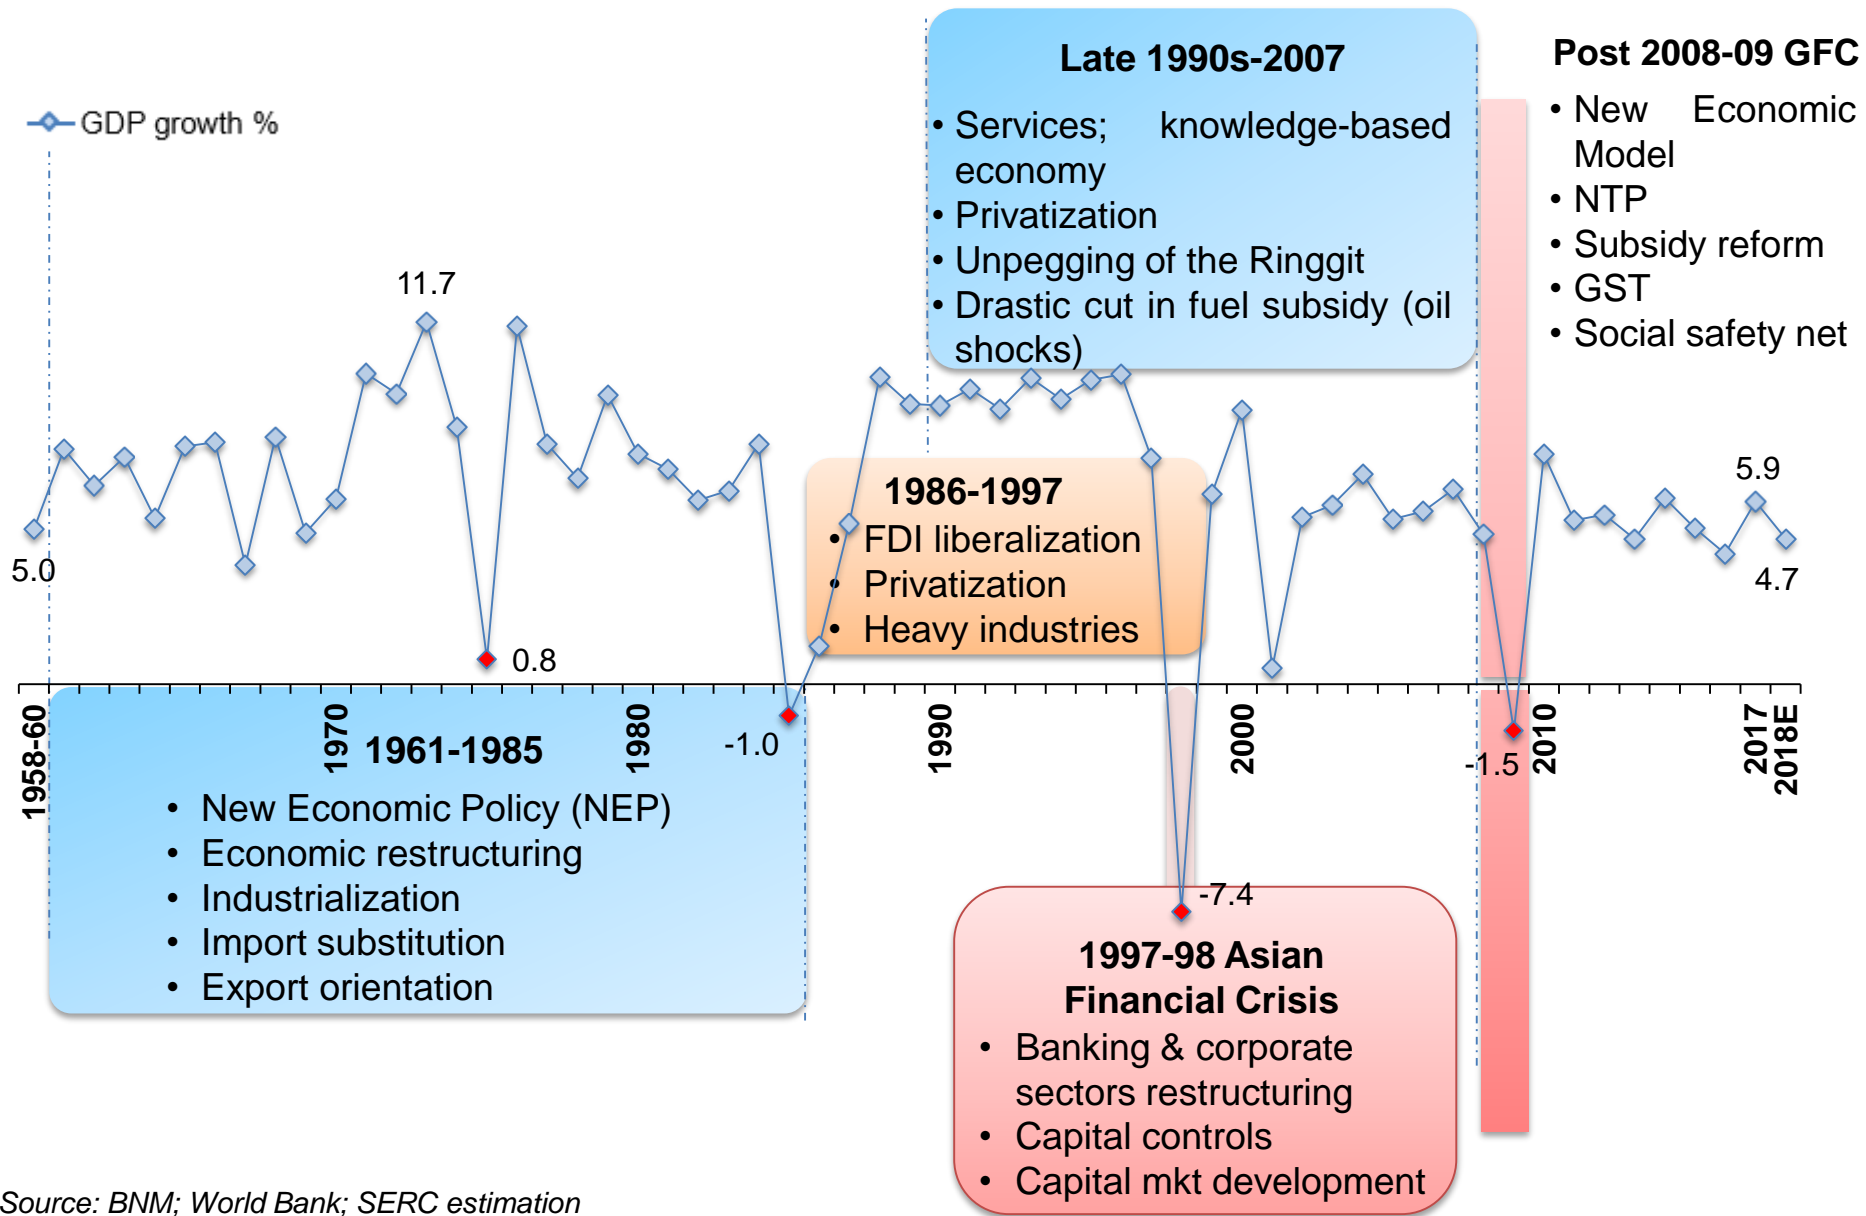 Late 1990s-2007
• Services; knowledge-based
economy
• Privatization
• Unpegging of the Ringgit
• Drastic cut in fuel subsidy (oil
shocks)
Post 2008-09 GFC
• New Economic
Model
• NTP
• Subsidy reform
• GST
• Social safety net
GDP growth %
11.7
5.0
0.8
-1.0
-7.4
-1.5
5.9
4.7
1986-1997
• FDI liberalization
• Privatization
• Heavy industries
1958-60
1970
1980
1990
2000
2010
2017
2018E
1961-1985
• New Economic Policy (NEP)
• Economic restructuring
• Industrialization
• Import substitution
• Export orientation
1997-98 Asian
Financial Crisis
• Banking & corporate
sectors restructuring
• Capital controls
• Capital mkt development
Source: BNM; World Bank; SERC estimation